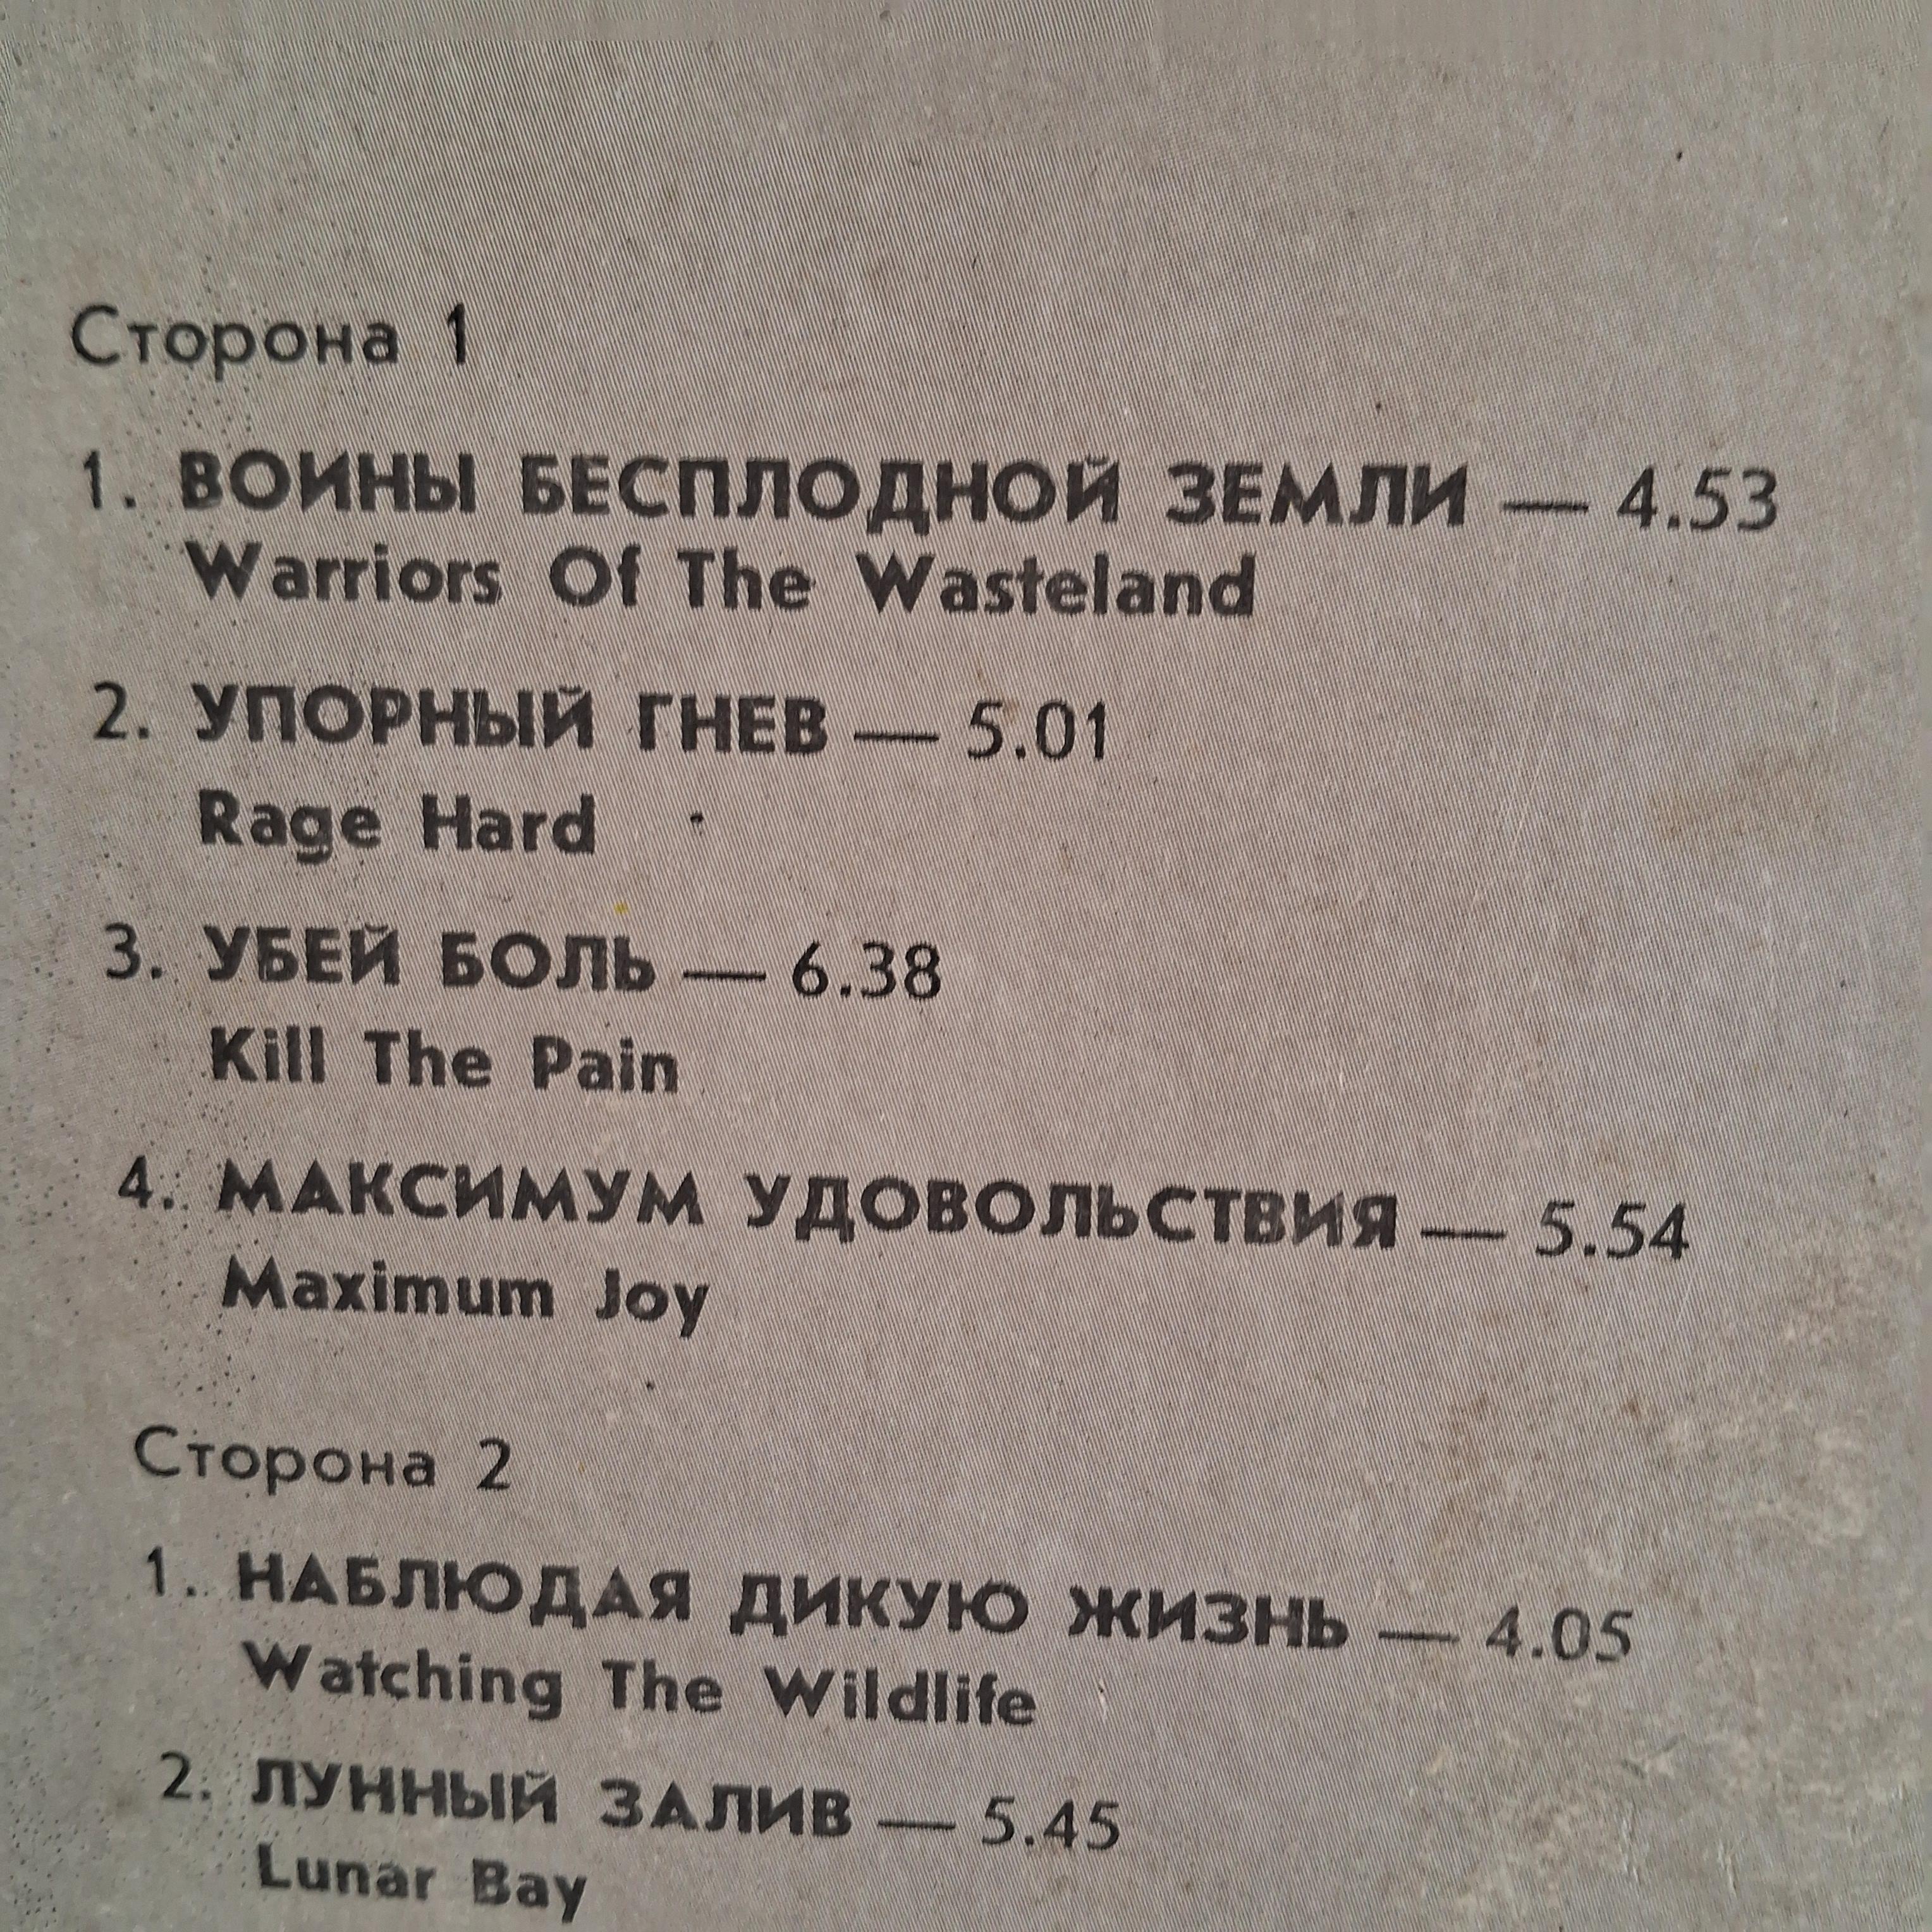 Сторона 1
1. ВОИНЫ БЕСПЛОДНОЙ ЗЕМЛИ — 4.53
Warriors Of The Wasteland
2. УПОРНЫЙ ГНЕВ — 5.01
Rage Hard
3. УБЕЙ БОЛЬ — 6.38
Kill The Pain
4. МАКСИМУМ УДОВОЛЬСТВИЯ — 5.54
Maximum Joy
Сторона 2
1. НАБЛЮДАЯ ДИКУЮ ЖИЗНЬ — 4.05
Watching The Wildlife
2. ЛУННЫЙ ЗАЛИВ — 5.45
Lunar Bay